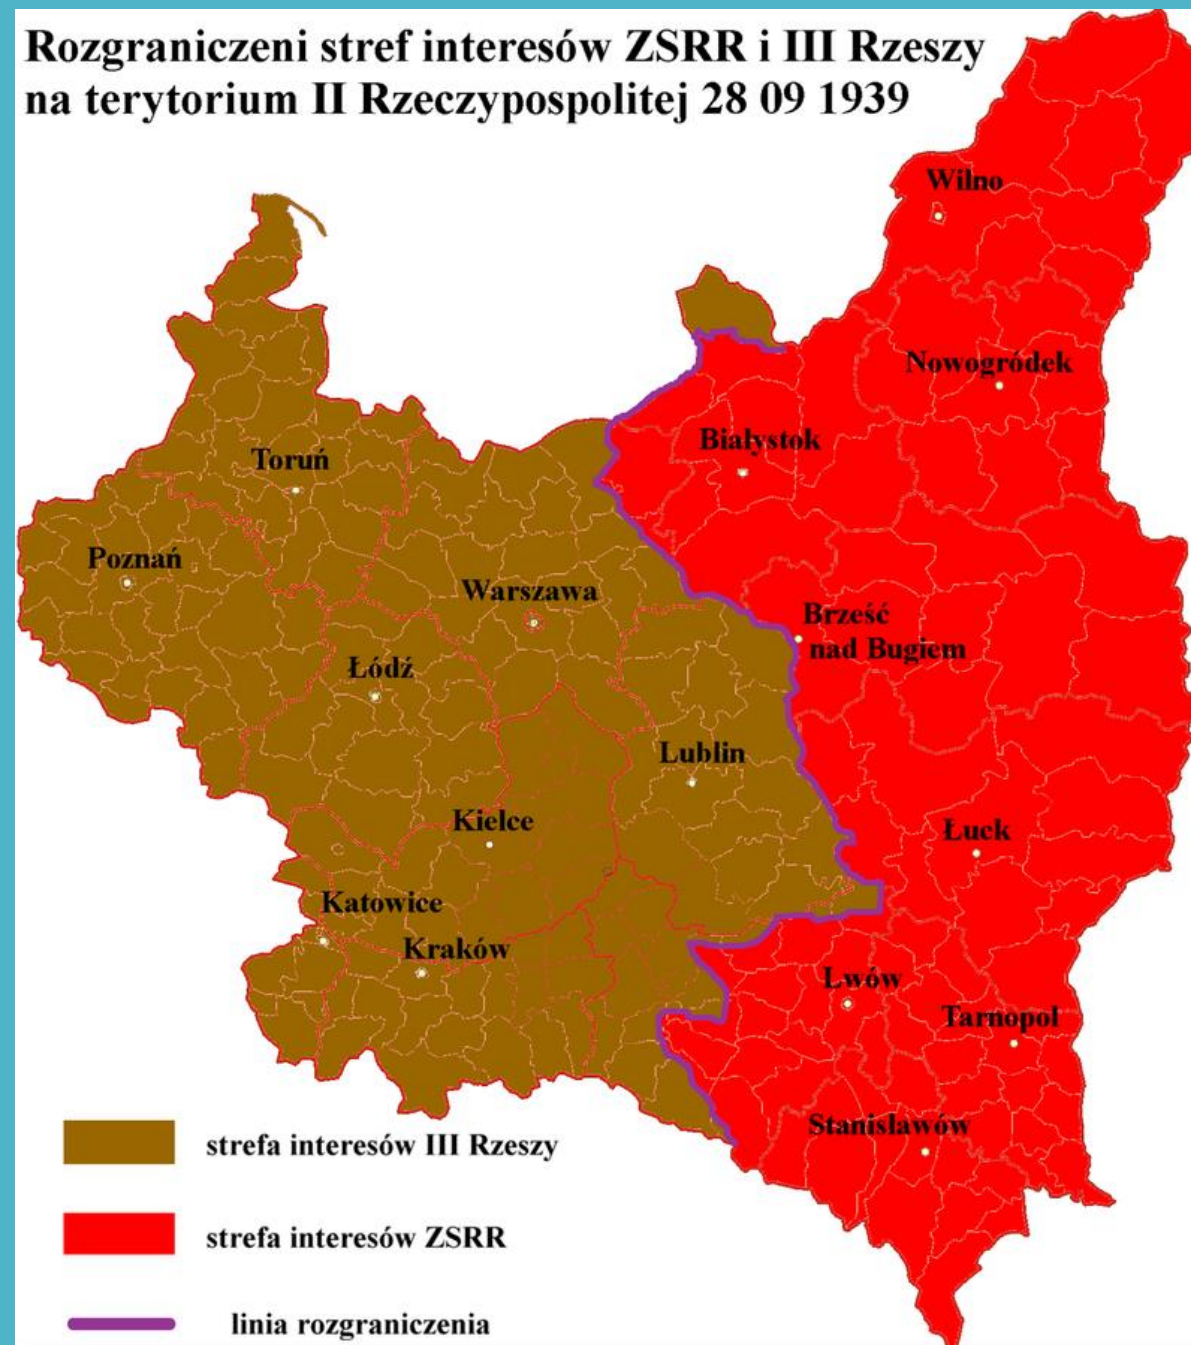 Rozgraniczeni stref interesów ZSRR i III Rzeszy
na terytorium II Rzeczypospolitej 28 09 1939
Wilno
Nowogródek
Białystok
Toruń
Poznań
Warszawa
Brześć
nad Bugiem
Łódź
Lublin
Kielce
Łuck
Katowice
Kraków
Lwów
Tarnopol
Stanisławów
strefa interesów III Rzeszy
strefa interesów ZSRR
linia rozgraniczenia